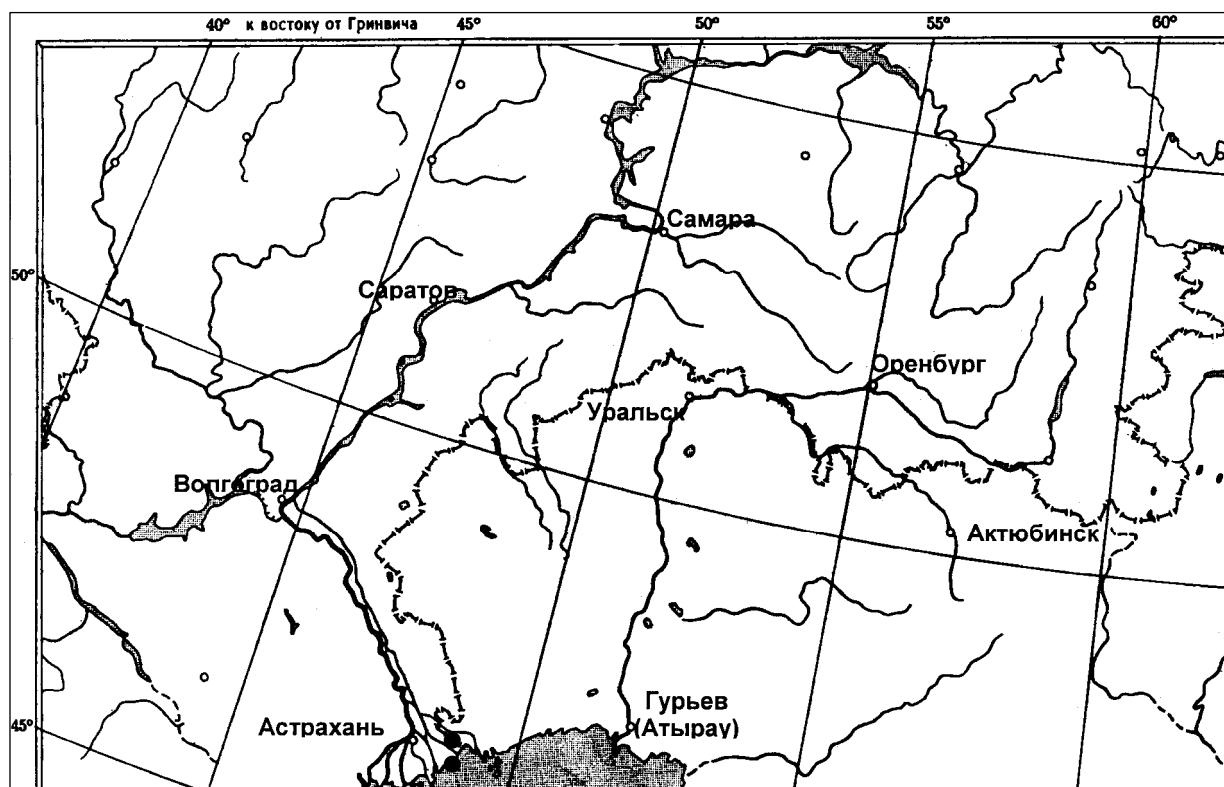 40° к востоку от Гринвича 45° 50° 55° 60°
Самара
50°
Саратов
Оренбург
Уральск
Волгоград
Актюбинск
Гурьев
(Атырау)
Астрахань
45°